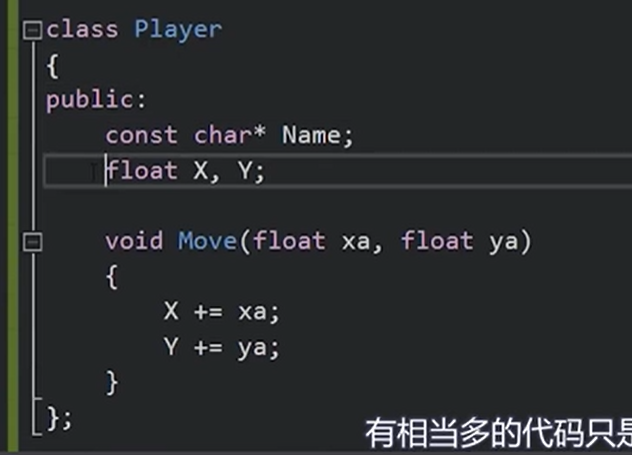 class Player
{
public:
    const char* Name;
    float X, Y;
    void Move(float xa, float ya)
    {
        X += xa;
        Y += ya;
    }
};
有相当多的代码只是